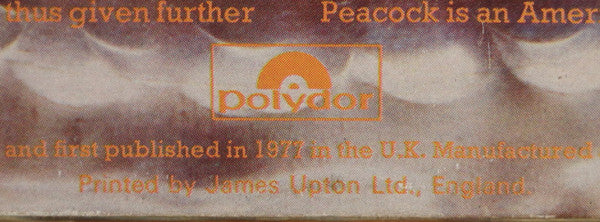 thus given further Peacock is an Amer
polydor
and first published in 1977 in the U.K. Manufactured
Printed by James Upton Ltd., England.